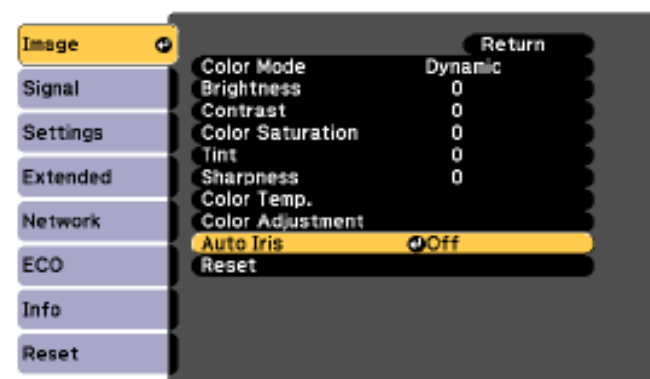 Image
Signal
Settings
Extended
Network
ECO
Info
Reset
Return
Color Mode Dynamic
Brightness 0
Contrast 0
Color Saturation 0
Tint 0
Sharpness 0
Color Temp.
Color Adjustment
Auto Iris Off
Reset